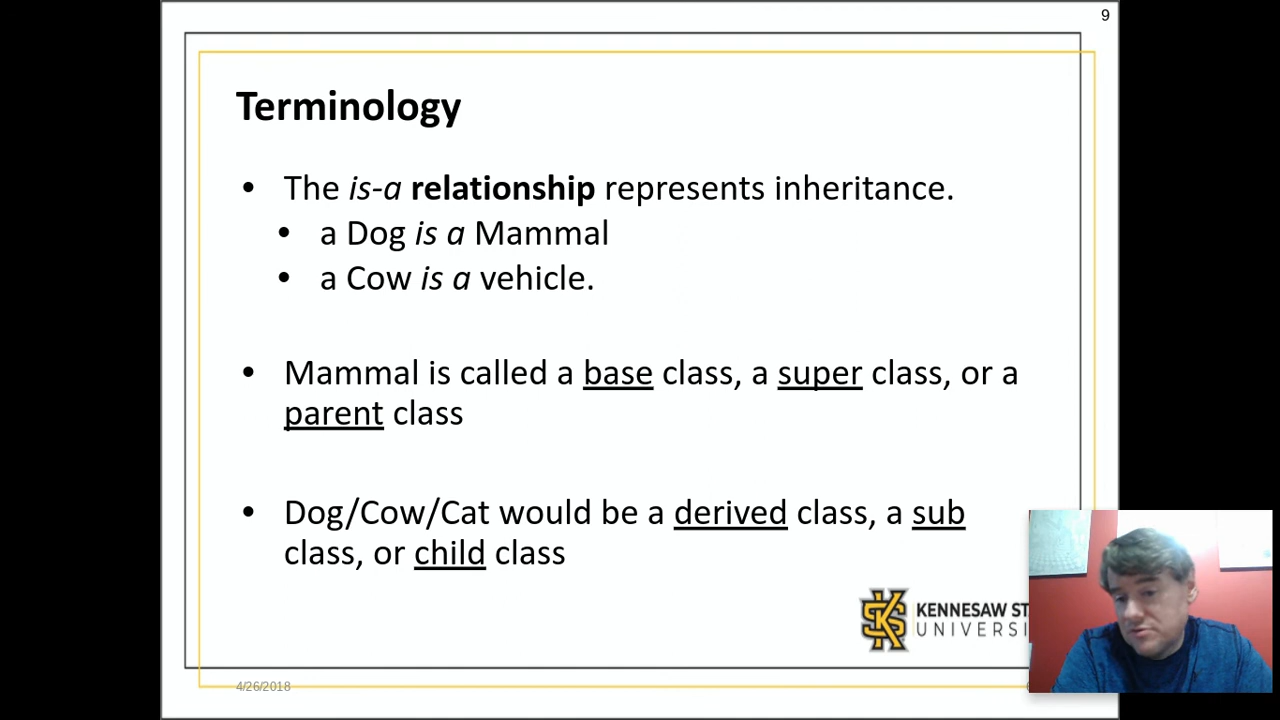 9
Terminology
• The is-a relationship represents inheritance.
• a Dog is a Mammal
• a Cow is a vehicle.
• Mammal is called a base class, a super class, or a
parent class
• Dog/Cow/Cat would be a derived class, a sub
class, or child class
KENNESAW ST
UNIVERSI
4/26/2018